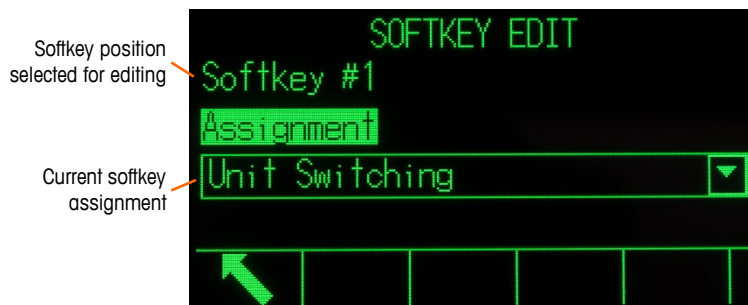 SOFTKEY EDIT
Softkey position
selected for editing
Softkey #1
Assignment
Current softkey
assignment
Unit Switching